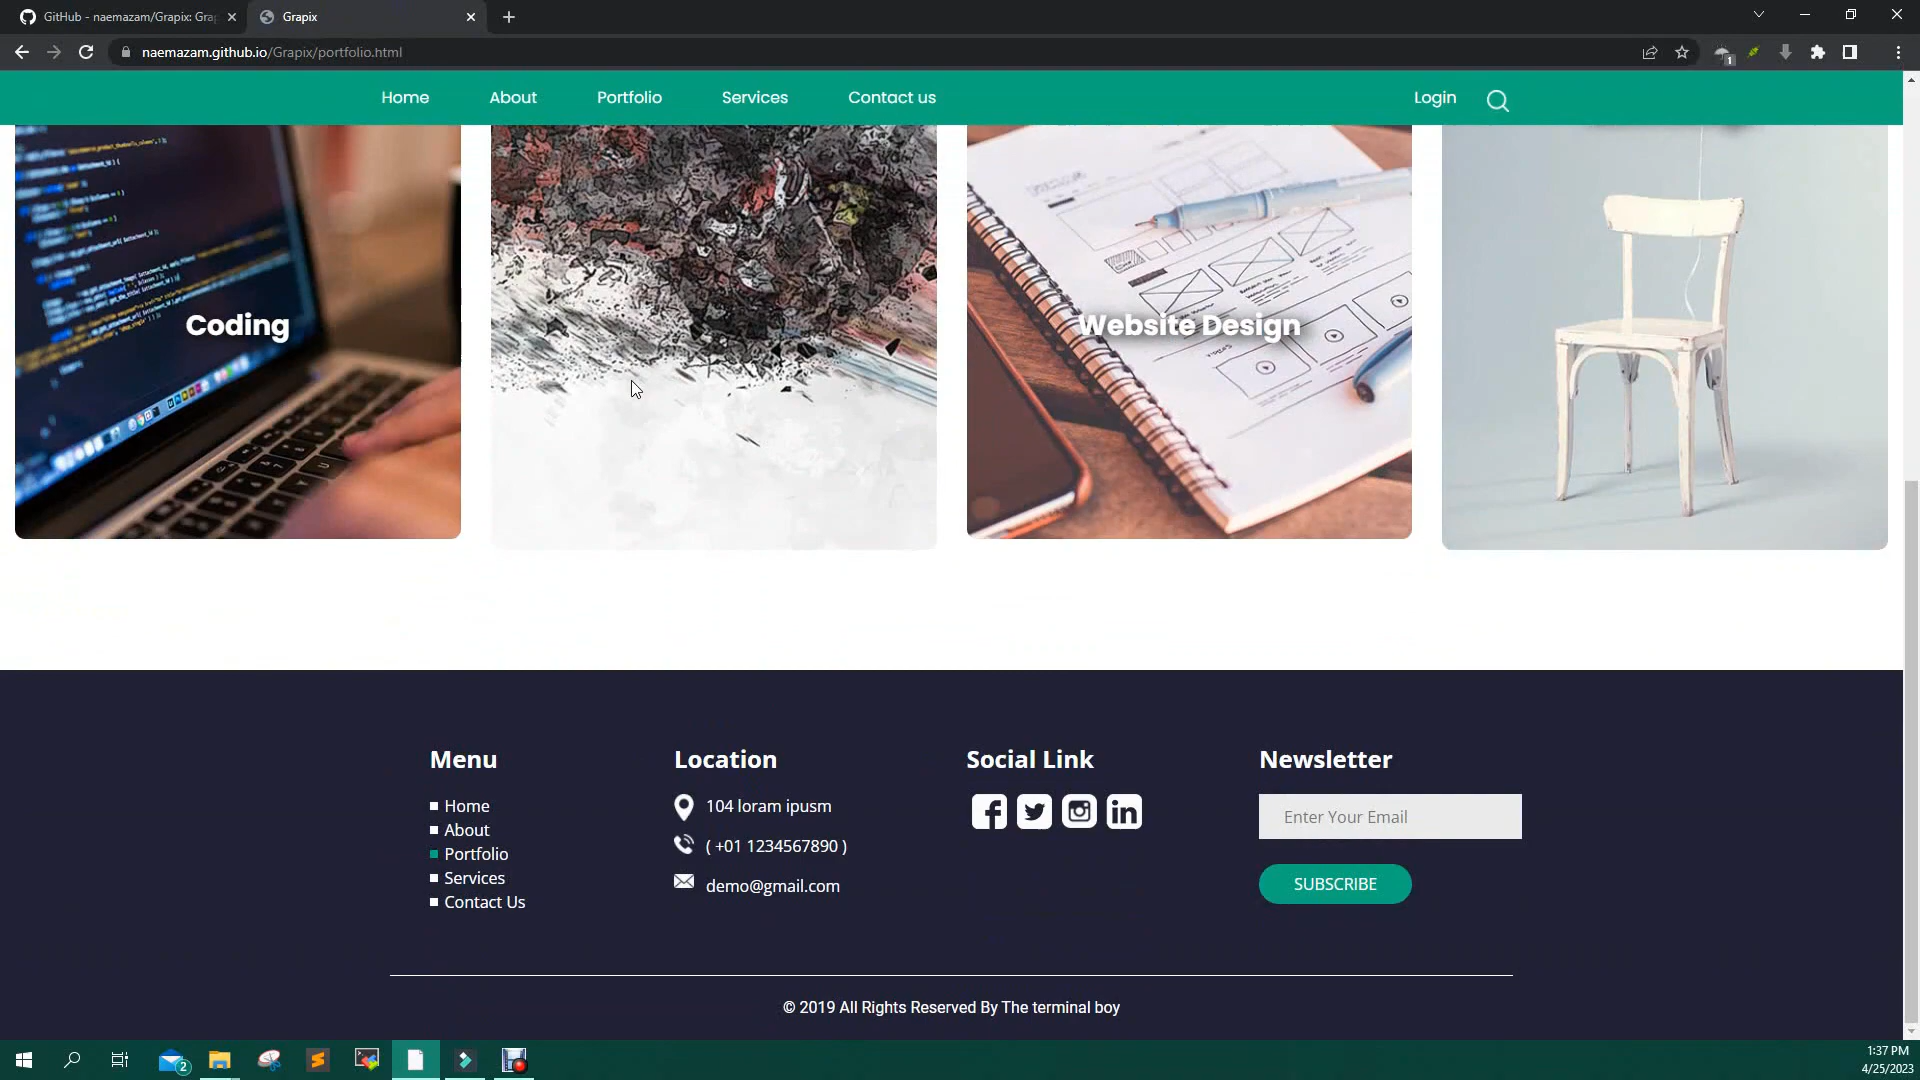 GitHub - naemazam/Grapix: Gra
Grapix
naemazam.github.io/Grapix/portfolio.html
1
Home About Portfolio Services Contact us Login
Coding
Website Design
Menu
Home
About
Portfolio
Services
Contact Us
Location
104 loram ipusm
( +01 1234567890 )
demo@gmail.com
Social Link
Newsletter
Enter Your Email
SUBSCRIBE
© 2019 All Rights Reserved By The terminal boy
2
1:37 PM
4/25/2023